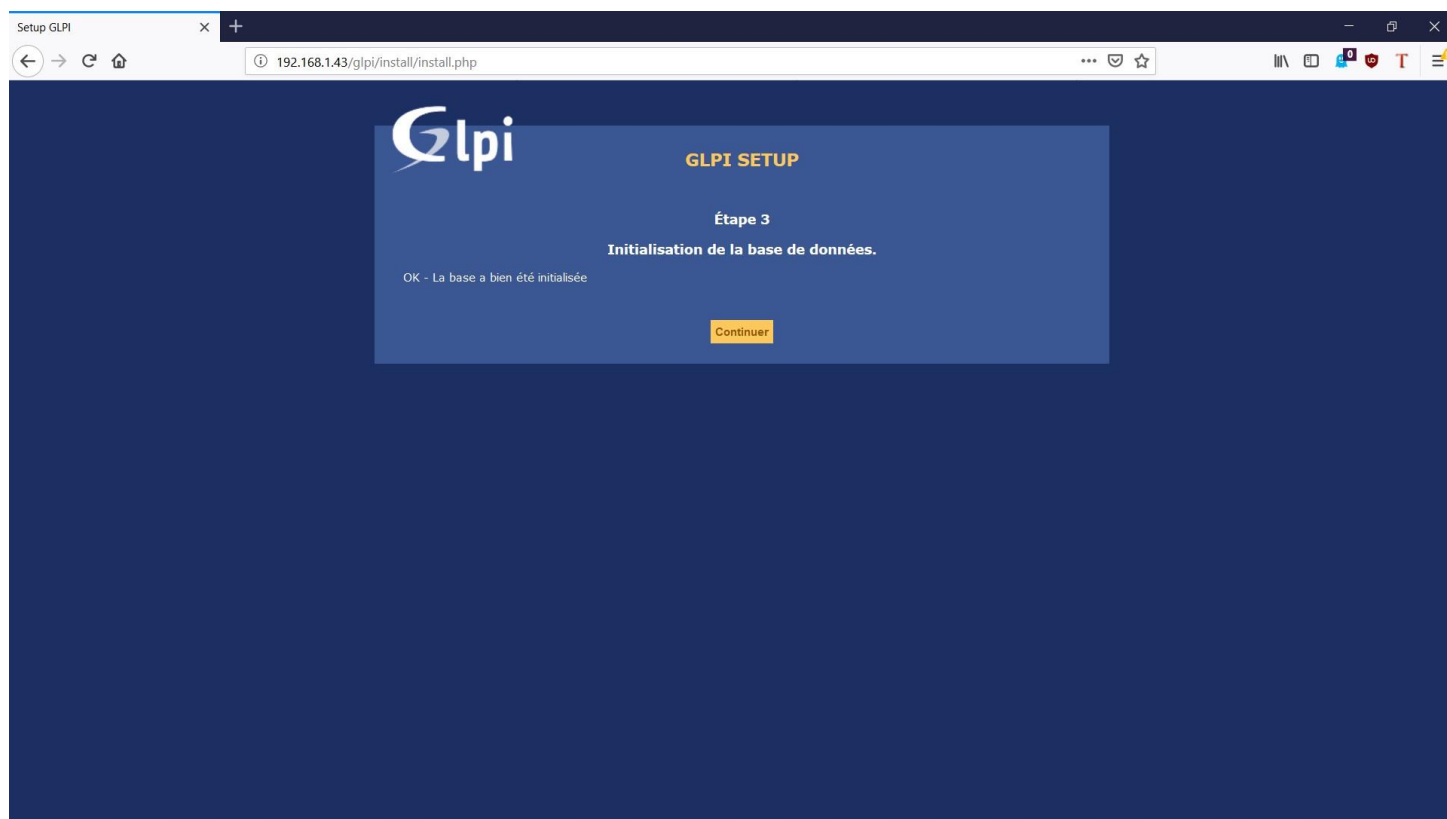 Setup GLPI
192.168.1.43/glpi/install/install.php
0
T
Glpi
GLPI SETUP
Étape 3
Initialisation de la base de données.
OK - La base a bien été initialisée
Continuer